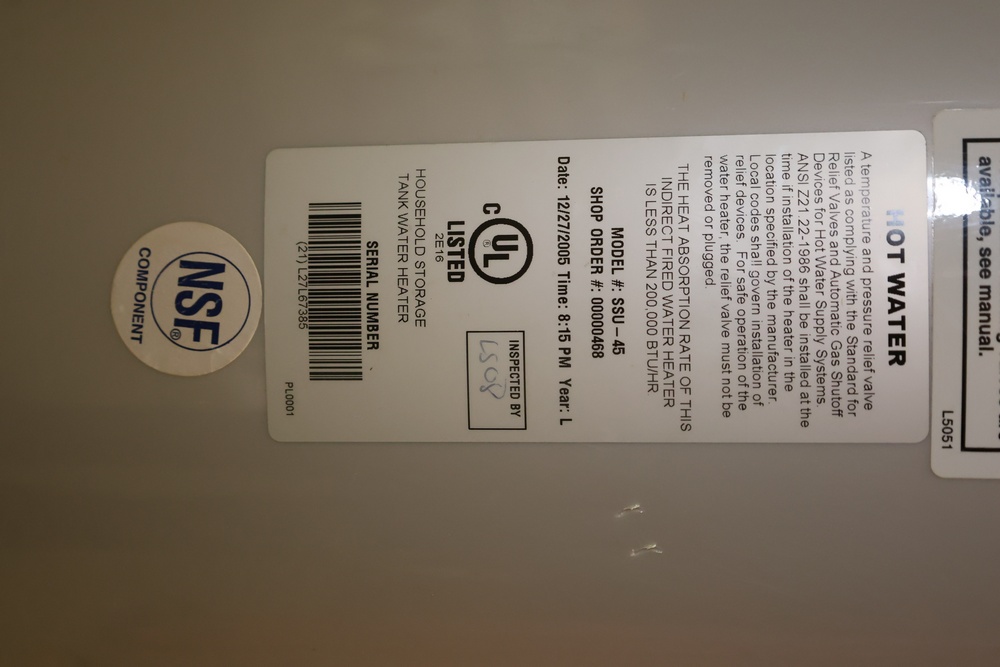 HOT WATER
A temperature and pressure relief valve
listed as complying with the Standard for
Relief Valves and Automatic Gas Shutoff
Devices for Hot Water Supply Systems.
ANSI Z21.22-1986 shall be installed at the
time if installation of the heater in the
location specified by the manufacturer.
Local codes shall govern installation of
relief devices. For safe operation of the
water heater, the relief valve must not be
removed or plugged.
THE HEAT ABSORPTION RATE OF THIS
INDIRECT FIRED WATER HEATER
IS LESS THAN 200,000 BTU/HR
MODEL #: SSU-45
SHOP ORDER #: 00000468
Date: 12/27/2005 Time: 8:15 PM Year: L
C UL ®
LISTED
2E16
INSPECTED BY
LS08
HOUSEHOLD STORAGE
TANK WATER HEATER
SERIAL NUMBER
(21) L27L67385
PL0001
NSF®
COMPONENT
available, see manual.
L5051